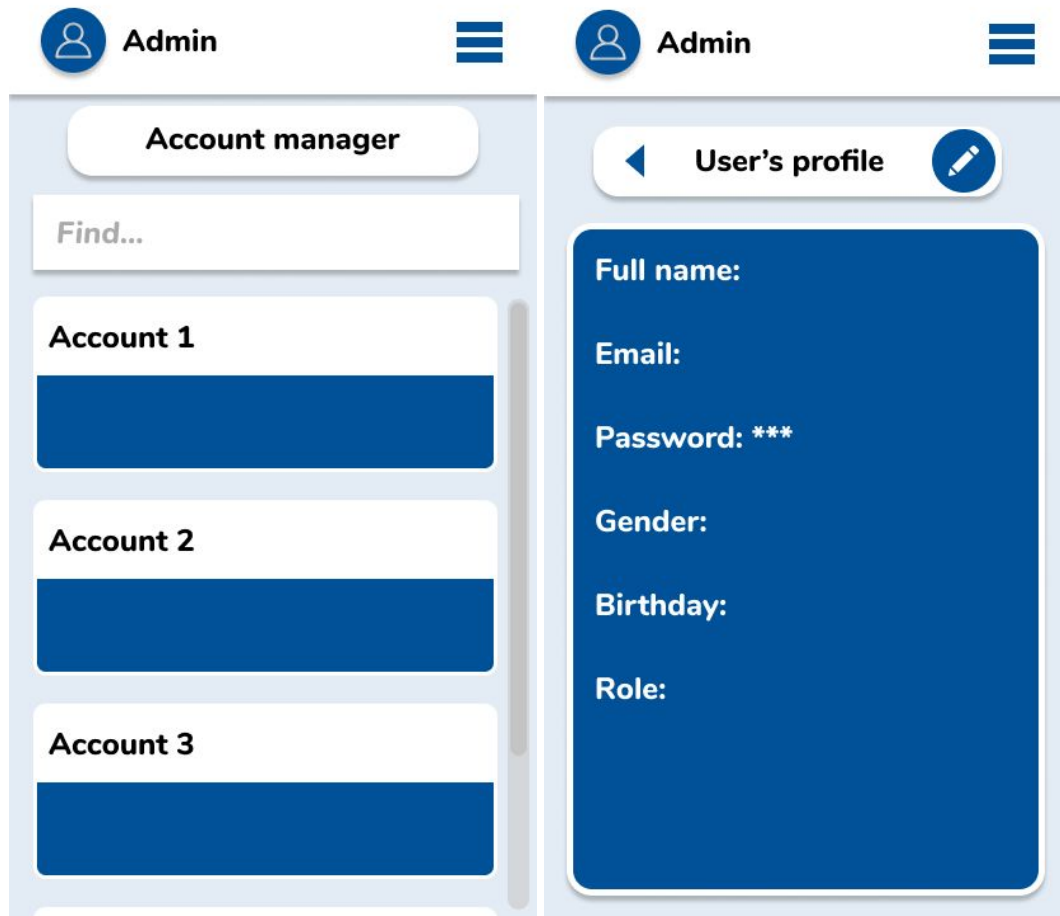 Admin
Account manager
Find...
Account 1
Account 2
Account 3
Admin
User's profile
Full name:
Email:
Password: ***
Gender:
Birthday:
Role: